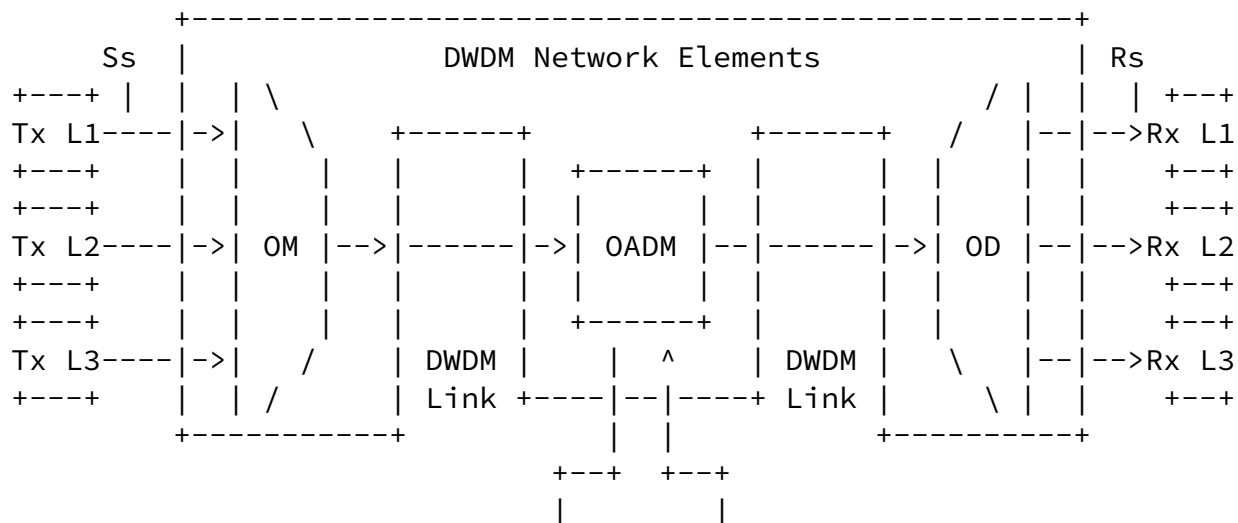 Ss DWDM Network Elements Rs
Tx L1 Rx L1
Tx L2 OM OADM OD Rx L2
Tx L3 DWDM DWDM Rx L3
Link Link